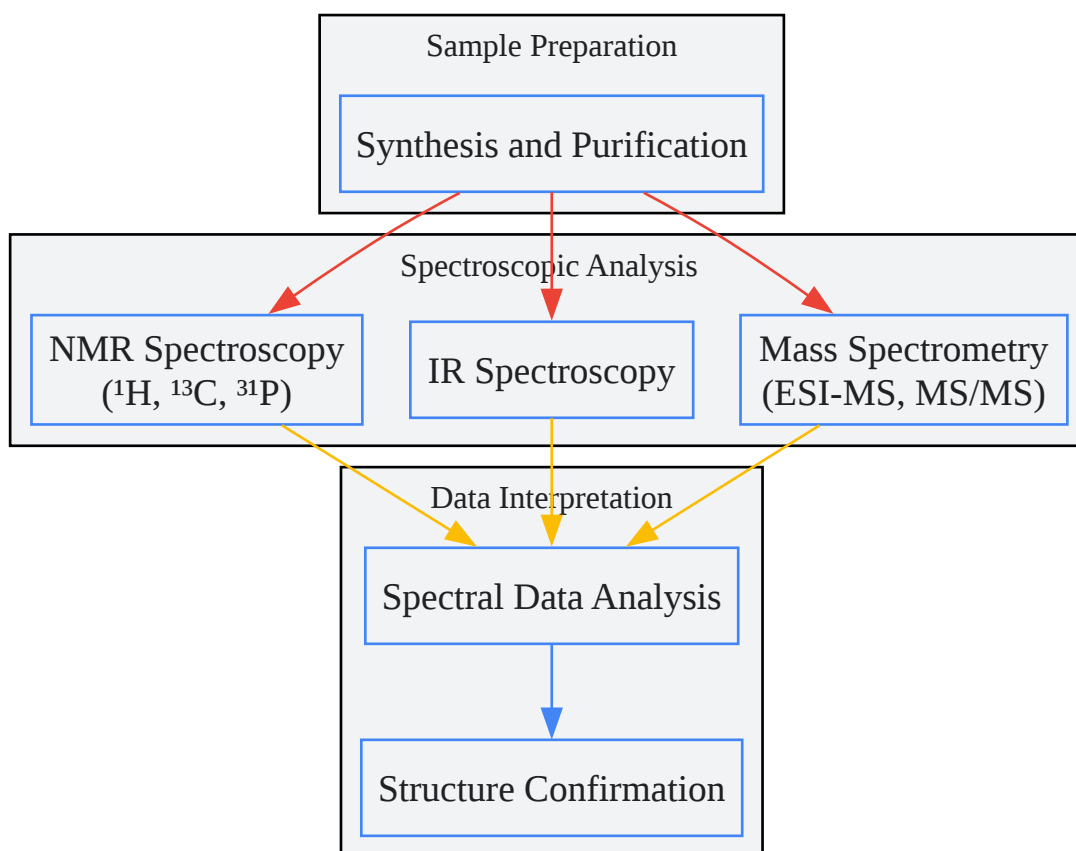 Sample Preparation
Synthesis and Purification
Spectroscopic Analysis
NMR Spectroscopy
(¹H, ¹³C, ³¹P)
IR Spectroscopy
Mass Spectrometry
(ESI-MS, MS/MS)
Data Interpretation
Spectral Data Analysis
Structure Confirmation